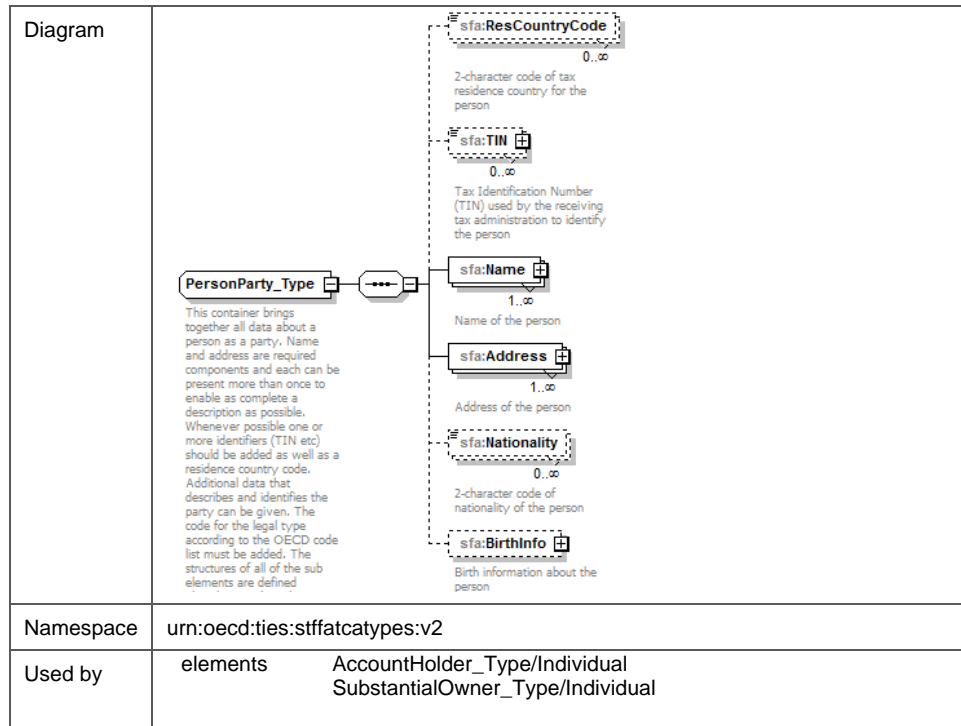 Diagram
sfa:ResCountryCode
0..∞
2-character code of tax
residence country for the
person
sfa:TIN
0..∞
Tax Identification Number
(TIN) used by the receiving
tax administration to identify
the person
sfa:Name
1..∞
Name of the person
PersonParty_Type
This container brings
together all data about a
person as a party. Name
and address are required
components and each can be
present more than once to
enable as complete a
description as possible.
Whenever possible one or
more identifiers (TIN etc)
should be added as well as a
residence country code.
Additional data that
describes and identifies the
party can be given. The
code for the legal type
according to the OECD code
list must be added. The
structures of all of the sub
elements are defined
sfa:Address
1..∞
Address of the person
sfa:Nationality
0..∞
2-character code of
nationality of the person
sfa:BirthInfo
Birth information about the
person
Namespace
urn:oecd:ties:stffatcatypes:v2
Used by
elements
AccountHolder_Type/Individual
SubstantialOwner_Type/Individual